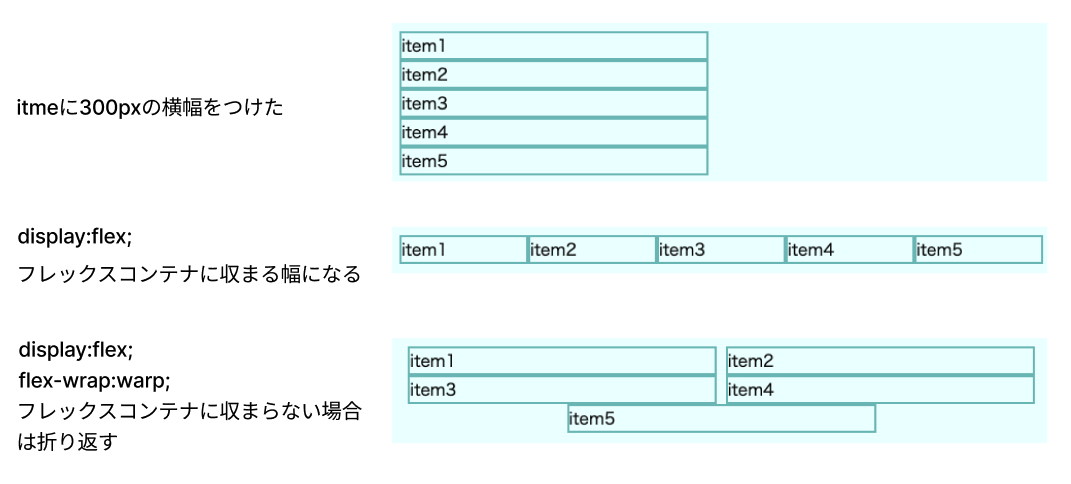 itmeに300pxの横幅をつけた
item1
item2
item3
item4
item5
display:flex;
フレックスコンテナに収まる幅になる
item1
item2
item3
item4
item5
display:flex;
flex-wrap:warp;
フレックスコンテナに収まらない場合
は折り返す
item1
item2
item3
item4
item5